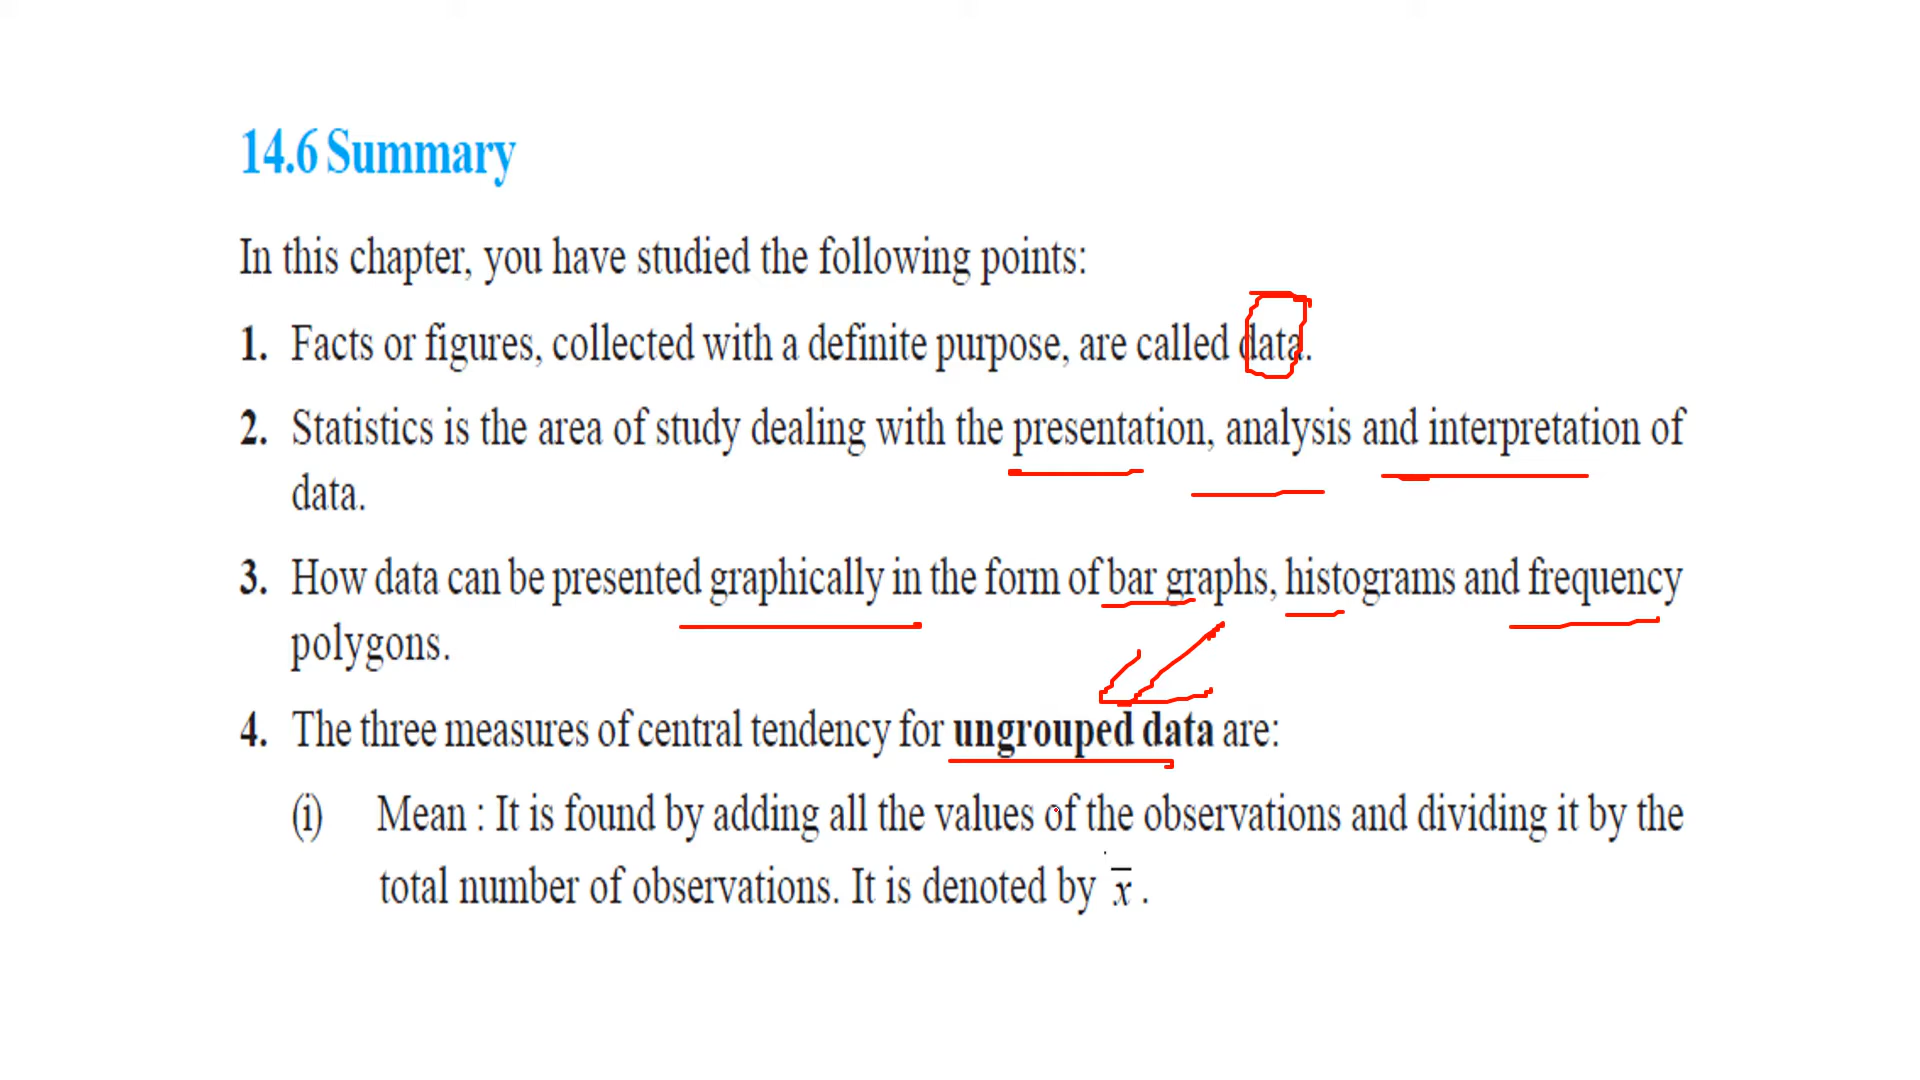 14.6 Summary
In this chapter, you have studied the following points:
1. Facts or figures, collected with a definite purpose, are called data.
2. Statistics is the area of study dealing with the presentation, analysis and interpretation of
data.
3. How data can be presented graphically in the form of bar graphs, histograms and frequency
polygons.
4. The three measures of central tendency for ungrouped data are:
(i) Mean : It is found by adding all the values of the observations and dividing it by the
total number of observations. It is denoted by x̅ .